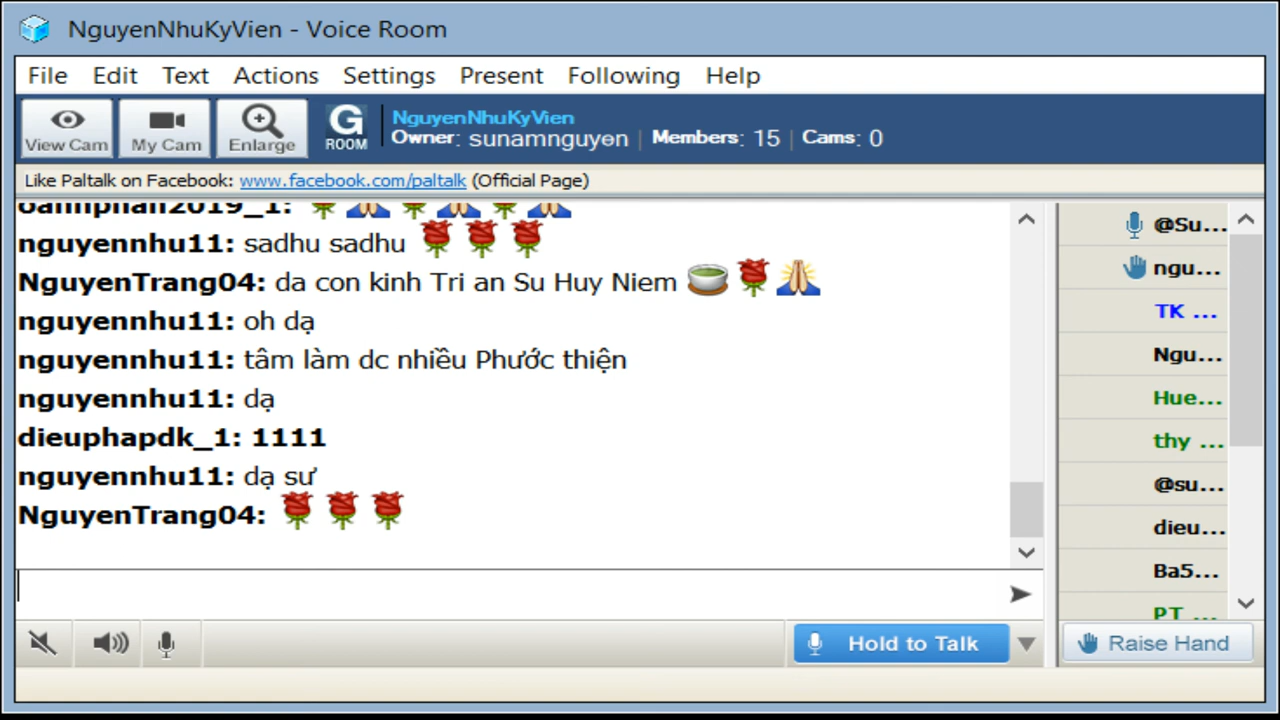 NguyenNhuKyVien - Voice Room
File Edit Text Actions Settings Present Following Help
View Cam My Cam Enlarge G ROOM
NguyenNhuKyVien
Owner: sunamnguyen | Members: 15 | Cams: 0
Like Paltalk on Facebook: www.facebook.com/paltalk (Official Page)
oanhphan2019_1:
nguyennhu11: sadhu sadhu
NguyenTrang04: da con kinh Tri an Su Huy Niem
nguyennhu11: oh dạ
nguyennhu11: tâm làm dc nhiều Phước thiện
nguyennhu11: dạ
dieuphapdk_1: 1111
nguyennhu11: dạ sư
NguyenTrang04:
@Su...
ngu...
TK ...
Ngu...
Hue...
thy ...
@su...
dieu...
Ba5...
PT ...
Hold to Talk
Raise Hand